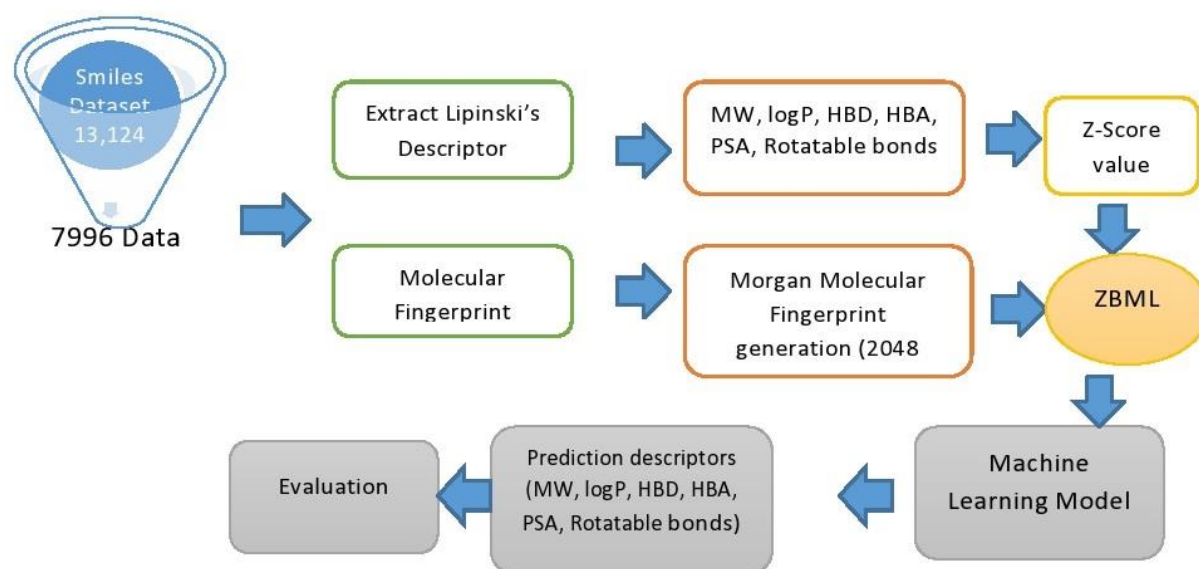 Smiles
Dataset
13,124
7996 Data
Extract Lipinski's
Descriptor
MW, logP, HBD, HBA,
PSA, Rotatable bonds
Z-Score
value
Molecular
Fingerprint
Morgan Molecular
Fingerprint
generation (2048
ZBML
Machine
Learning Model
Prediction descriptors
(MW, logP, HBD, HBA,
PSA, Rotatable bonds)
Evaluation